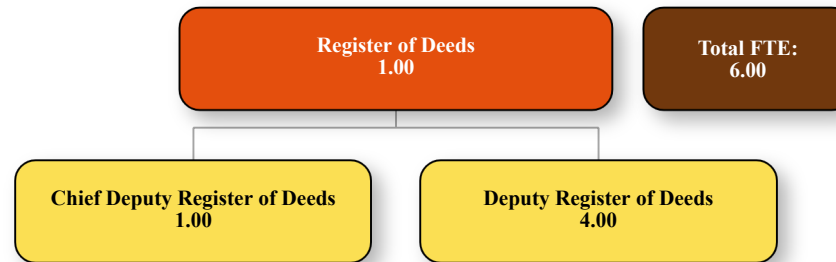 Register of Deeds
1.00
Total FTE:
6.00
Chief Deputy Register of Deeds
1.00
Deputy Register of Deeds
4.00